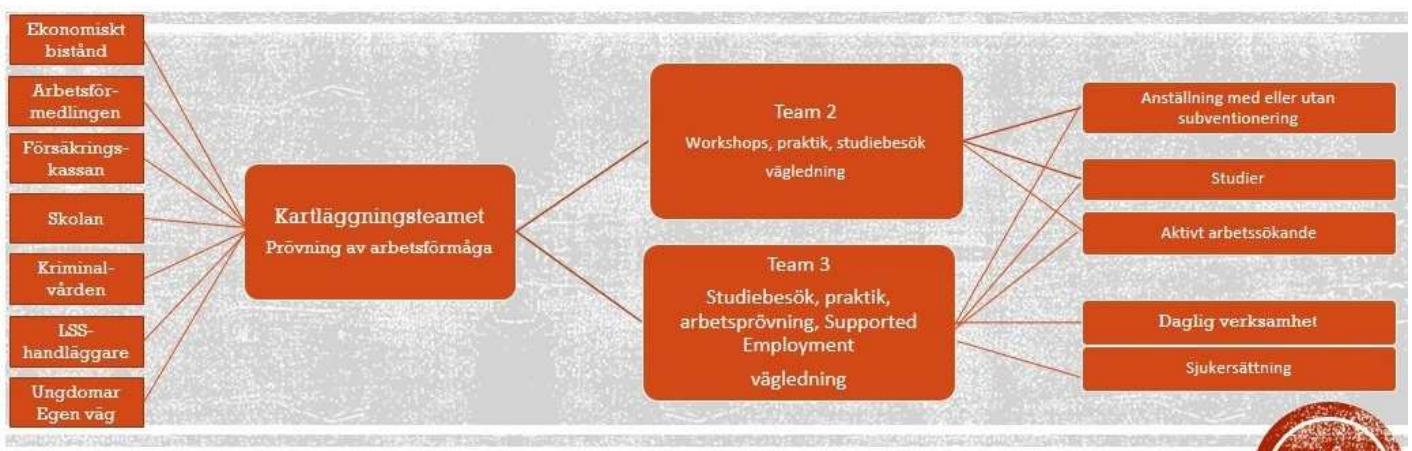 Ekonomiskt
bistånd
Arbetsför-
medlingen
Försäkrings-
kassan
Skolan
Kriminal-
vården
LSS-
handläggare
Ungdomar
Egen väg
Kartläggningsteamet
Prövning av arbetsförmåga
Team 2
Workshops, praktik, studiebesök
vägledning
Team 3
Studiebesök, praktik,
arbetsprövning, Supported
Employment
vägledning
Anställning med eller utan
subventionering
Studier
Aktivt arbetssökande
Daglig verksamhet
Sjukersättning